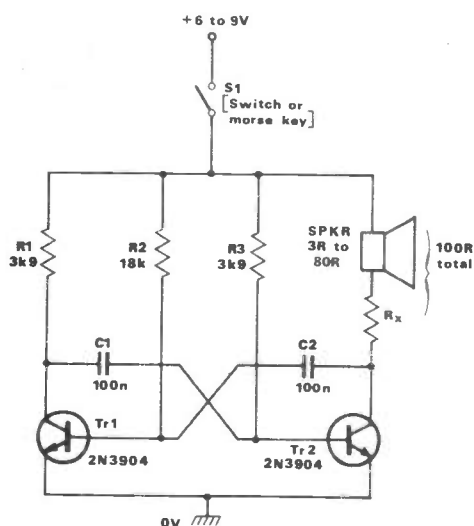 +6 to 9V
S1
[Switch or
morse key]
R1
3k9
R2
18k
R3
3k9
SPKR
3R to
80R
100R
total
Rx
C1
100n
C2
100n
Tr1
2N3904
Tr2
2N3904
0V